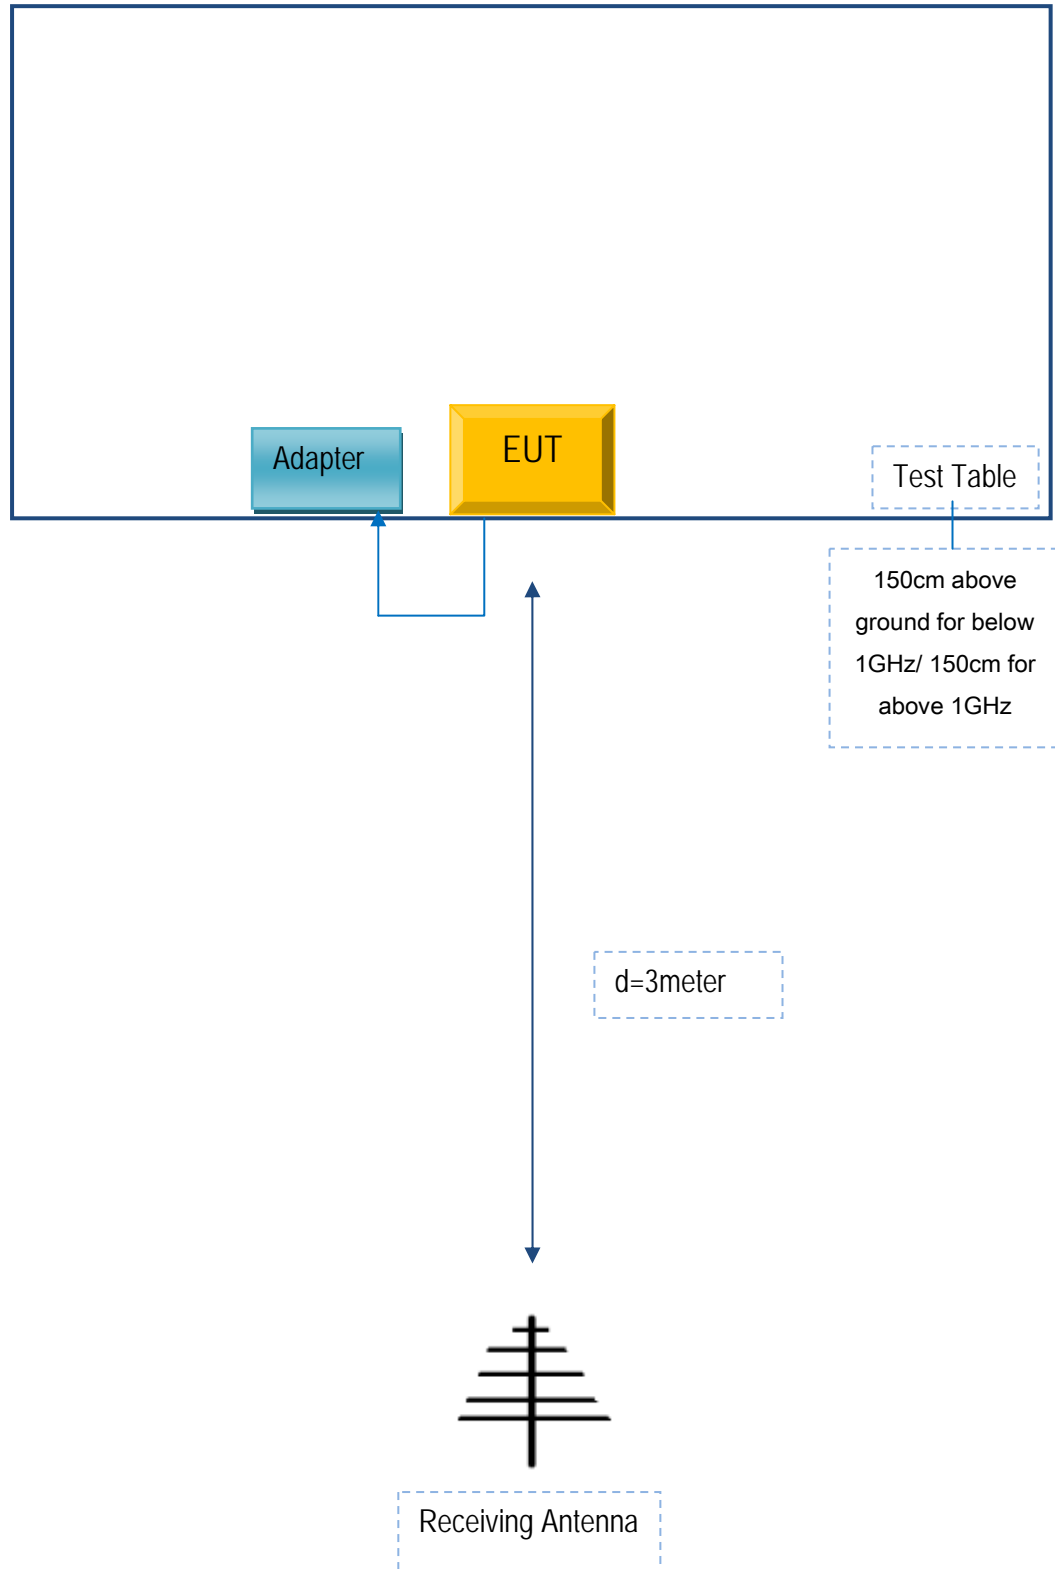 Adapter
EUT
Test Table
150cm above
ground for below
1GHz/ 150cm for
above 1GHz
d=3meter
Receiving Antenna